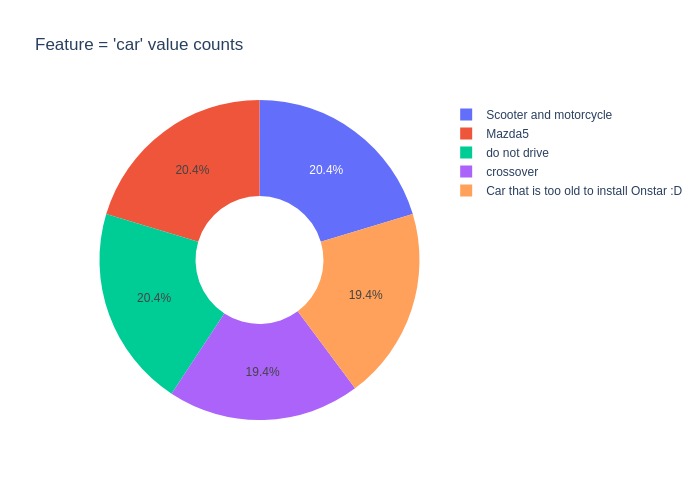 Feature = 'car' value counts
Scooter and motorcycle
Mazda5
do not drive
crossover
Car that is too old to install Onstar :D
20.4%
20.4%
20.4%
19.4%
19.4%